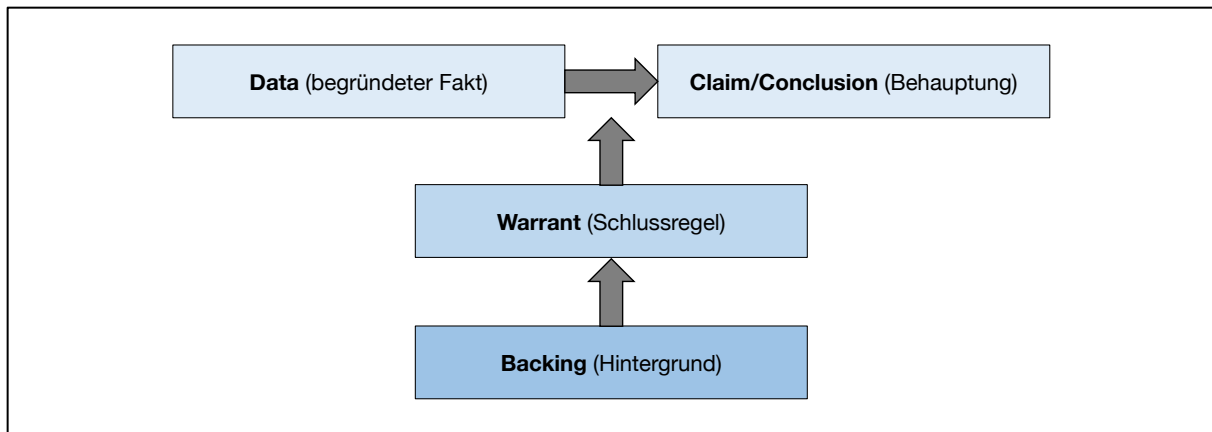 Data (begründeter Fakt)
Claim/Conclusion (Behauptung)
Warrant (Schlussregel)
Backing (Hintergrund)